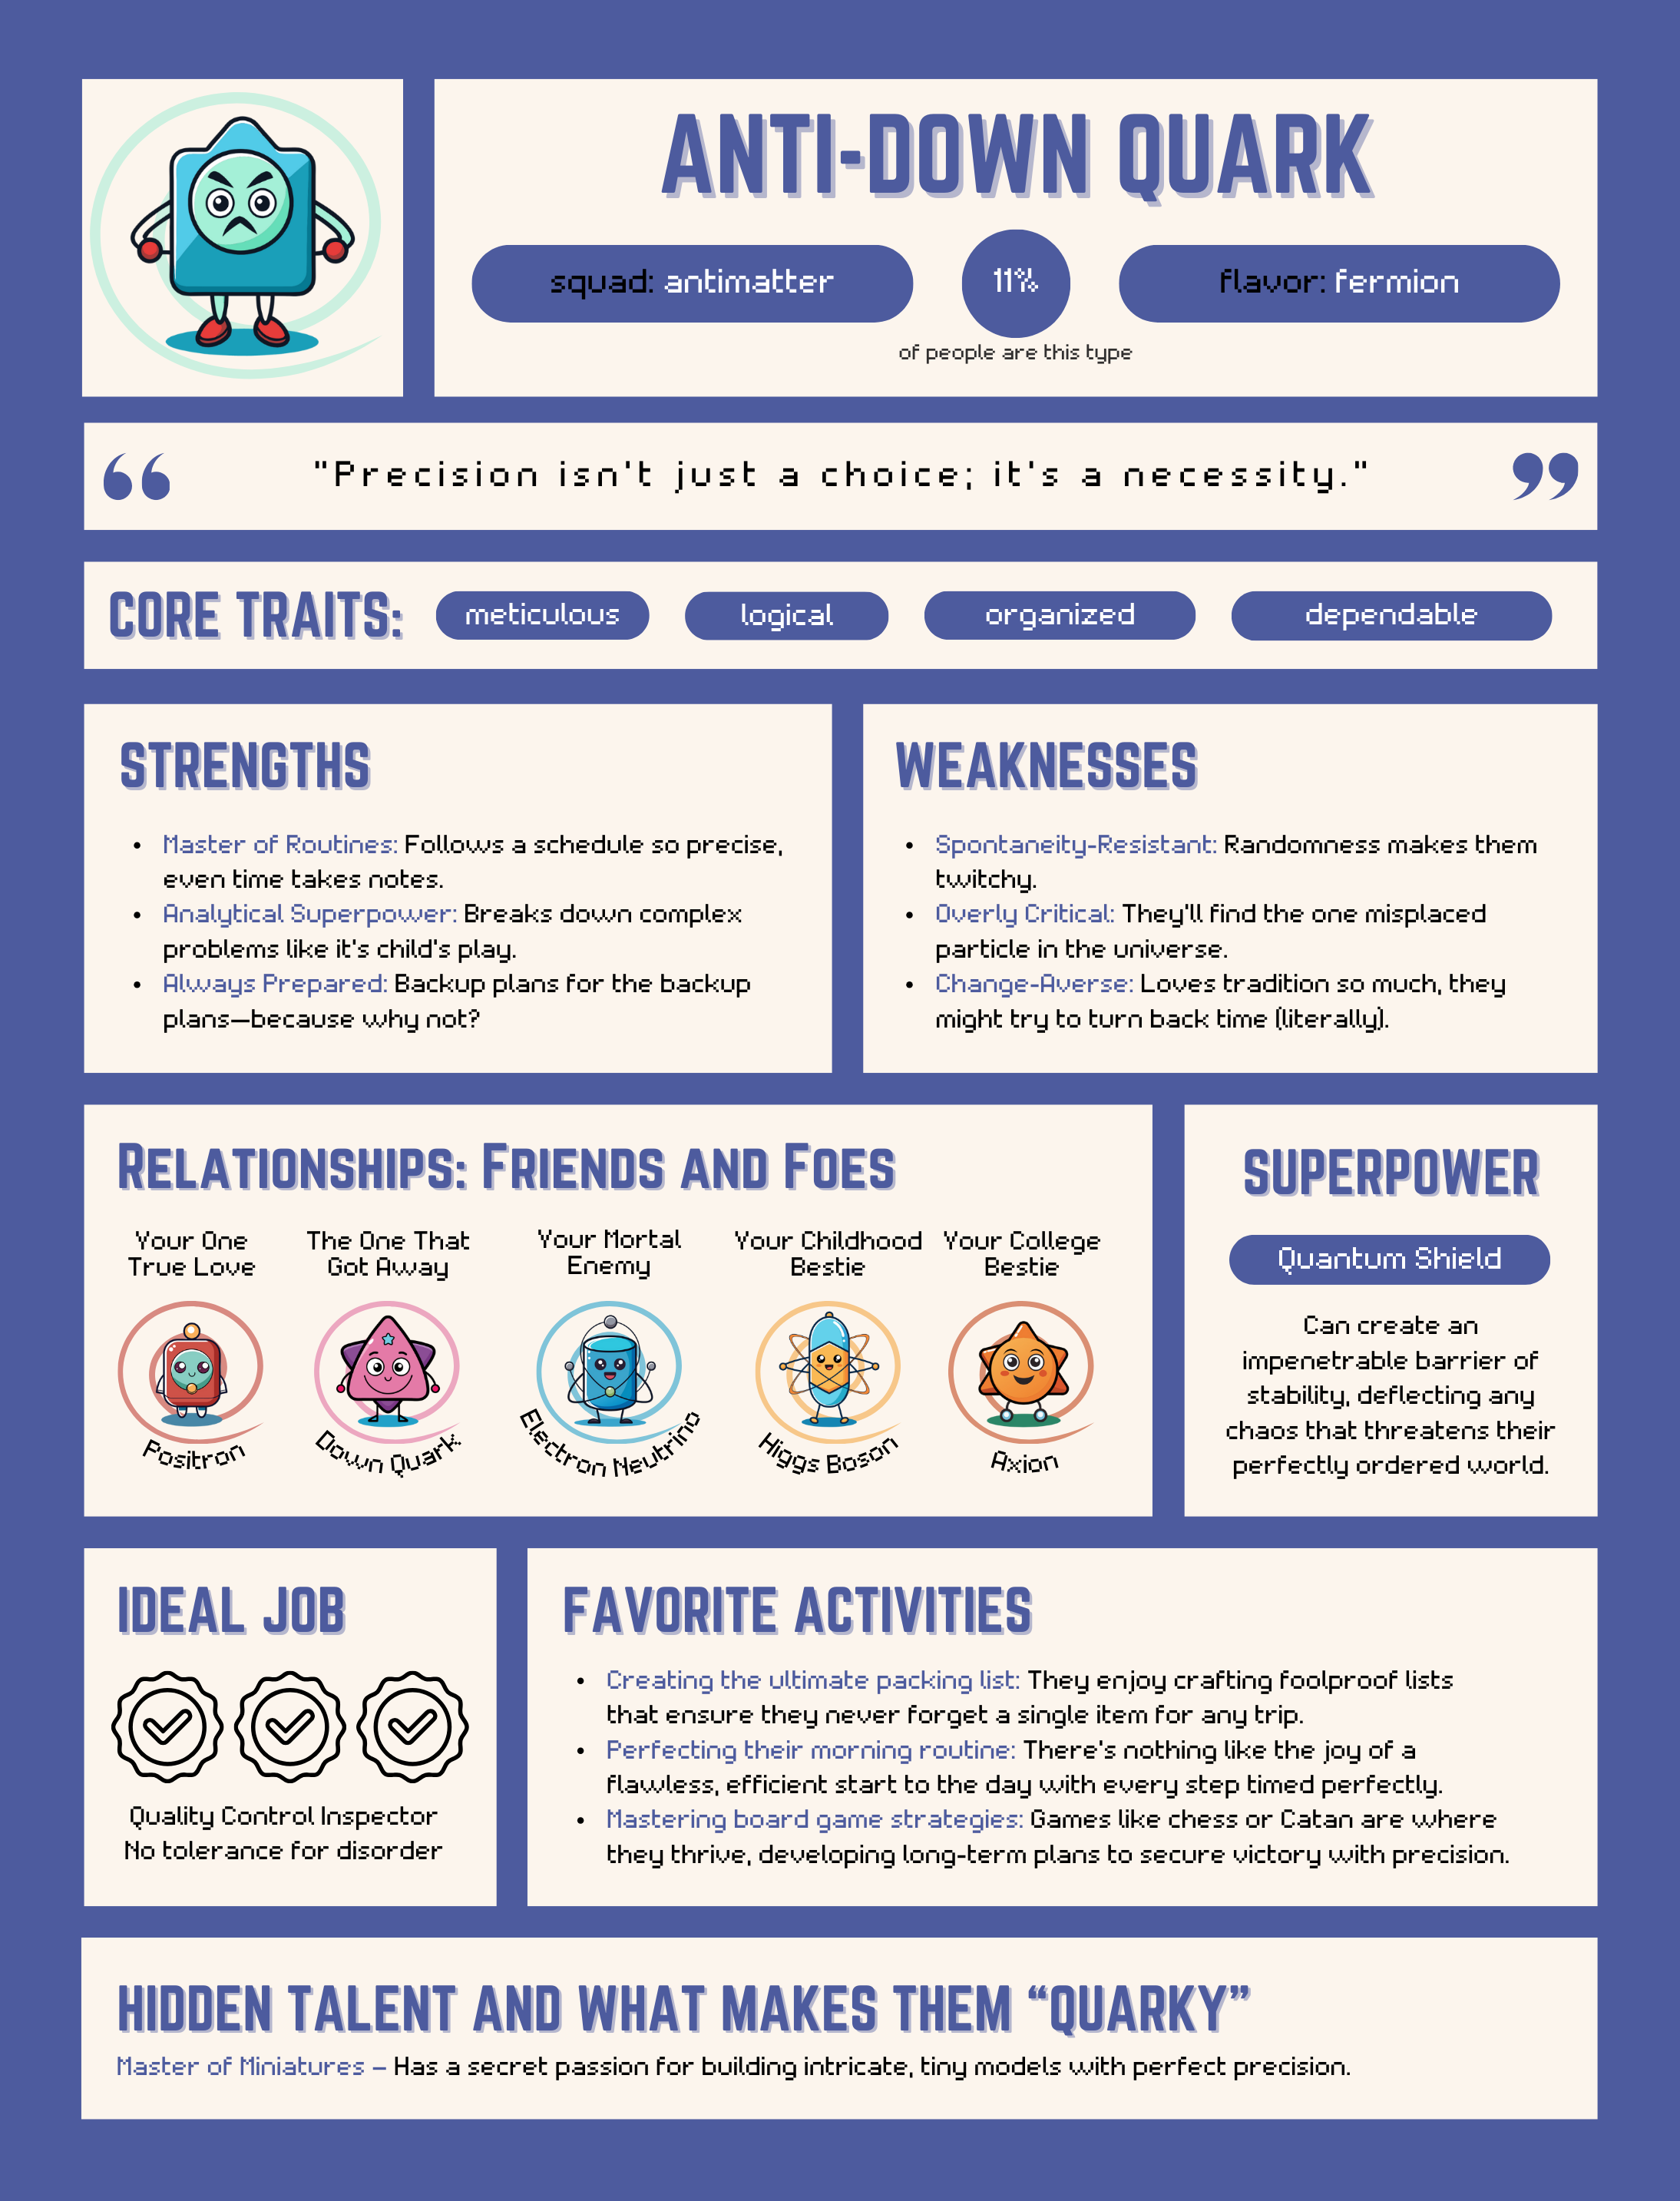 ANTI-DOWN QUARK
squad: antimatter
11%
flavor: fermion
of people are this type
"Precision isn't just a choice; it's a necessity."
CORE TRAITS:
meticulous
logical
organized
dependable
STRENGTHS
• Master of Routines: Follows a schedule so precise,
even time takes notes.
• Analytical Superpower: Breaks down complex
problems like it's child's play.
• Always Prepared: Backup plans for the backup
plans—because why not?
WEAKNESSES
• Spontaneity-Resistant: Randomness makes them
twitchy.
• Overly Critical: They'll find the one misplaced
particle in the universe.
• Change-Averse: Loves tradition so much, they
might try to turn back time (literally).
RELATIONSHIPS: FRIENDS AND FOES
Your One
True Love
Positron
The One That
Got Away
Down Quark
Your Mortal
Enemy
Electron Neutrino
Your Childhood
Bestie
Higgs Boson
Your College
Bestie
Axion
SUPERPOWER
Quantum Shield
Can create an
impenetrable barrier of
stability, deflecting any
chaos that threatens their
perfectly ordered world.
IDEAL JOB
Quality Control Inspector
No tolerance for disorder
FAVORITE ACTIVITIES
• Creating the ultimate packing list: They enjoy crafting foolproof lists
that ensure they never forget a single item for any trip.
• Perfecting their morning routine: There's nothing like the joy of a
flawless, efficient start to the day with every step timed perfectly.
• Mastering board game strategies: Games like chess or Catan are where
they thrive, developing long-term plans to secure victory with precision.
HIDDEN TALENT AND WHAT MAKES THEM “QUARKY”
Master of Miniatures – Has a secret passion for building intricate, tiny models with perfect precision.